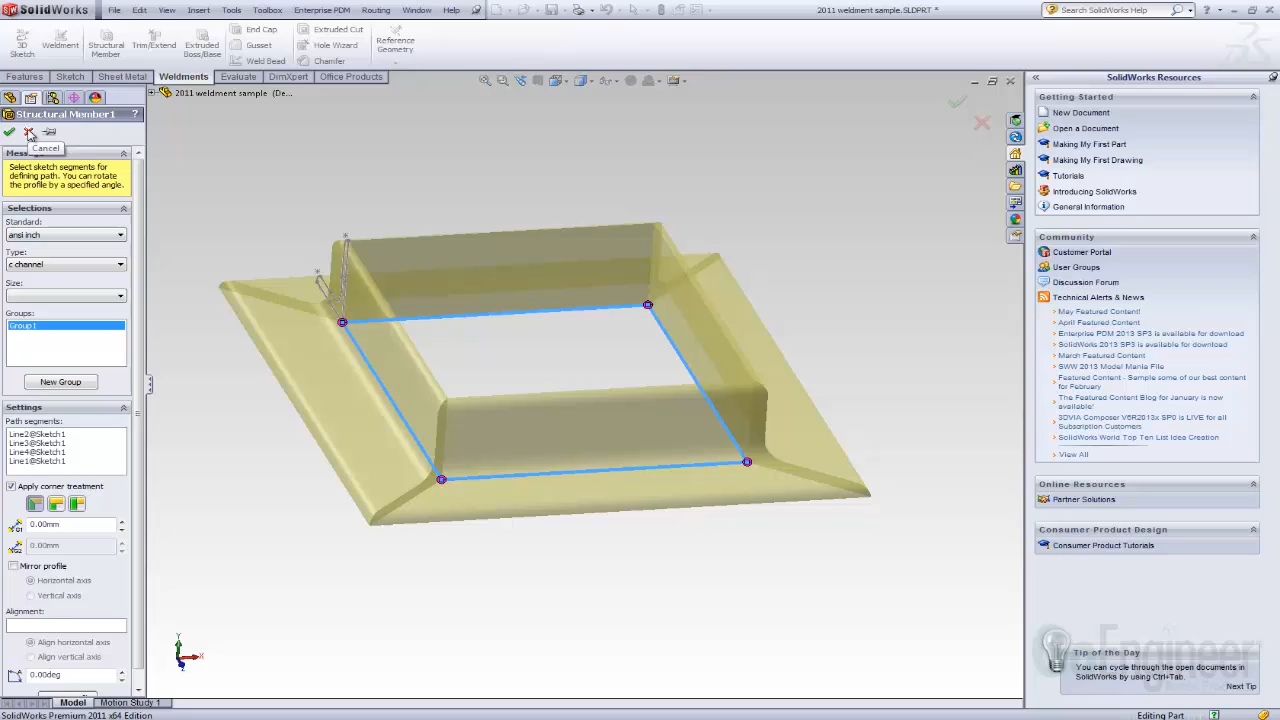 SolidWorks
File Edit View Insert Tools Toolbox Enterprise PDM Routing Window Help
2011 weldment sample.SLDPRT *
Search SolidWorks Help
3D Sketch
Weldment
Structural Member
Trim/Extend
Extruded Boss/Base
End Cap
Gusset
Weld Bead
Extruded Cut
Hole Wizard
Chamfer
Reference Geometry
Features Sketch Sheet Metal Weldments Evaluate DimXpert Office Products
2011 weldment sample (De...
Structural Member1 ?
Cancel
Select sketch segments for
defining path. You can rotate
the profile by a specified angle.
Selections
Standard:
ansi inch
Type:
c channel
Size:
Groups:
Group1
New Group
Settings
Path segments:
Line2@Sketch1
Line3@Sketch1
Line4@Sketch1
Line1@Sketch1
Apply corner treatment
G1 0.00mm
G2 0.00mm
Mirror profile
Horizontal axis
Vertical axis
Alignment:
Align horizontal axis
Align vertical axis
0.00deg
Y
X
Z
Model Motion Study 1
SolidWorks Premium 2011 x64 Edition
Editing Part
SolidWorks Resources
Getting Started
New Document
Open a Document
Making My First Part
Making My First Drawing
Tutorials
Introducing SolidWorks
General Information
Community
Customer Portal
User Groups
Discussion Forum
Technical Alerts & News
May Featured Content!
April Featured Content!
Enterprise PDM 2013 SP3 is available for download
SolidWorks 2013 SP3 is available for download
March Featured Content
SWW 2013 Model Mania File
Featured Content - Sample some of our best content
for February
The Featured Content Blog for January is now
available!
3DVIA Composer V6R2013x SP0 is LIVE for all
Subscription Customers
SolidWorks World Top Ten List Idea Creation
View All
Online Resources
Partner Solutions
Consumer Product Design
Consumer Product Tutorials
Tip of the Day
You can cycle through the open documents in
SolidWorks by using Ctrl+Tab.
Next Tip